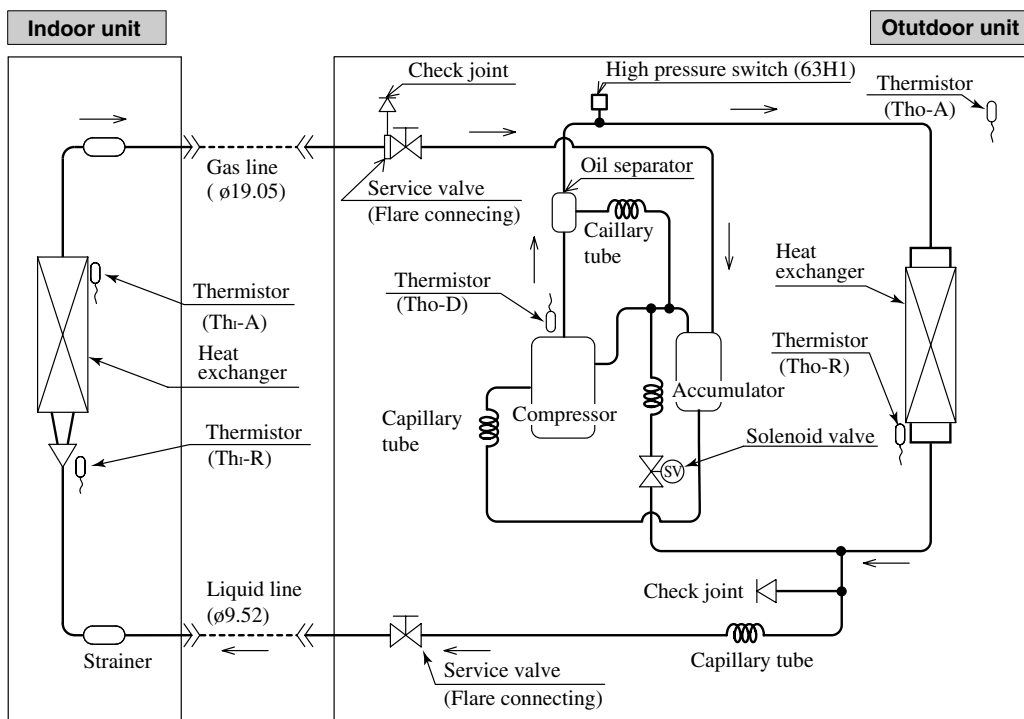 Indoor unit
Otutdoor unit
Check joint
High pressure switch (63H1)
Thermistor
(Tho-A)
Gas line
( ø19.05)
Service valve
(Flare connecing)
Oil separator
Caillary
tube
Heat
exchanger
Thermistor
(ThI-A)
Thermistor
(Tho-D)
Thermistor
(Tho-R)
Heat
exchanger
Compressor
Accumulator
Capillary
tube
Thermistor
(ThI-R)
Solenoid valve
SV
Liquid line
(ø9.52)
Check joint
Strainer
Service valve
(Flare connecting)
Capillary tube